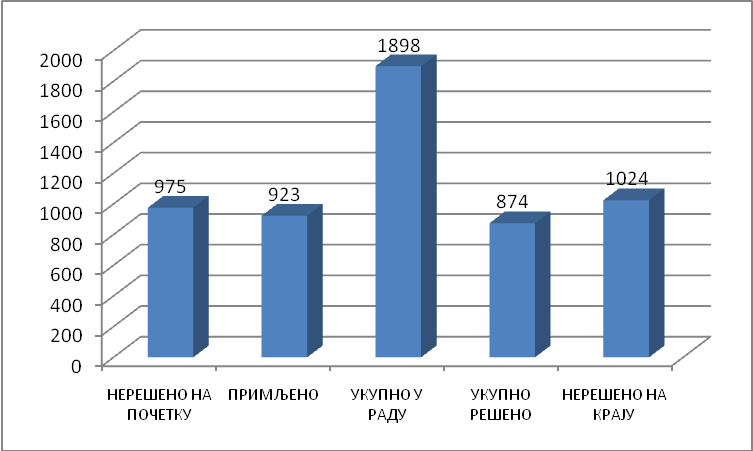 2000
1800
1600
1400
1200
1000
800
600
400
200
0
975
923
1898
874
1024
НЕРЕШЕНО НА
ПОЧЕТКУ
ПРИМЉЕНО
УКУПНО У
РАДУ
УКУПНО
РЕШЕНО
НЕРЕШЕНО НА
КРАЈУ